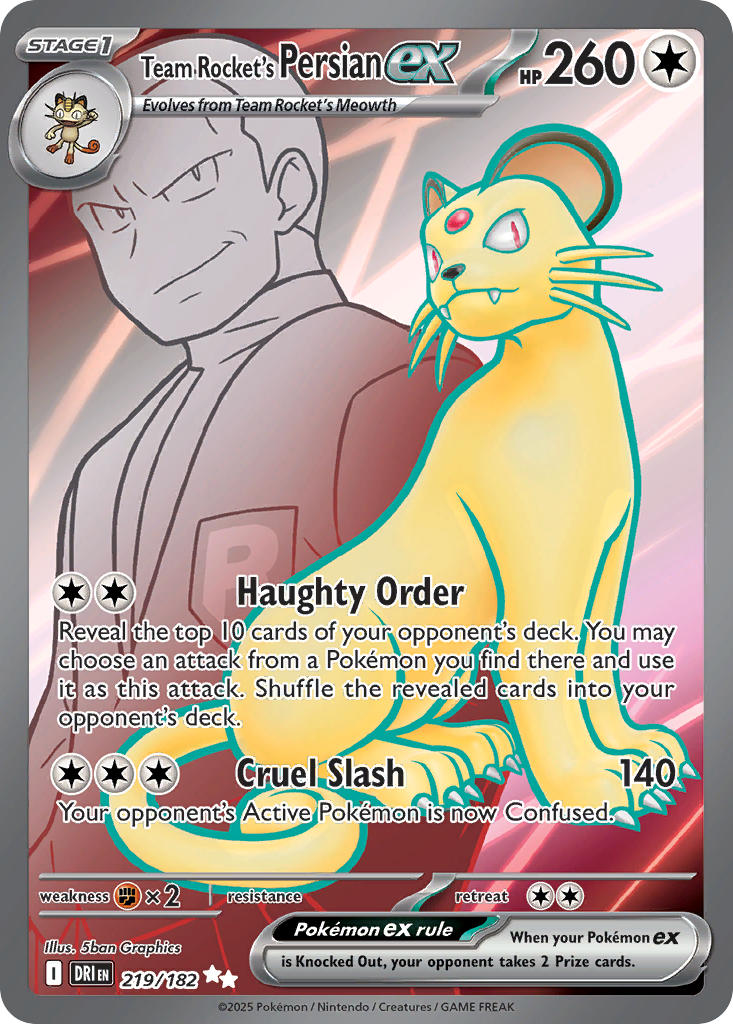 STAGE 1
Team Rocket's Persian ex
HP 260
Evolves from Team Rocket's Meowth
R
Haughty Order
Reveal the top 10 cards of your opponent's deck. You may
choose an attack from a Pokémon you find there and use
it as this attack. Shuffle the revealed cards into your
opponent's deck.
Cruel Slash 140
Your opponent's Active Pokémon is now Confused.
weakness ×2 resistance retreat
Pokémon ex rule
When your Pokémon ex
is Knocked Out, your opponent takes 2 Prize cards.
Illus. 5ban Graphics
I DRI EN 219/182
©2025 Pokémon / Nintendo / Creatures / GAME FREAK